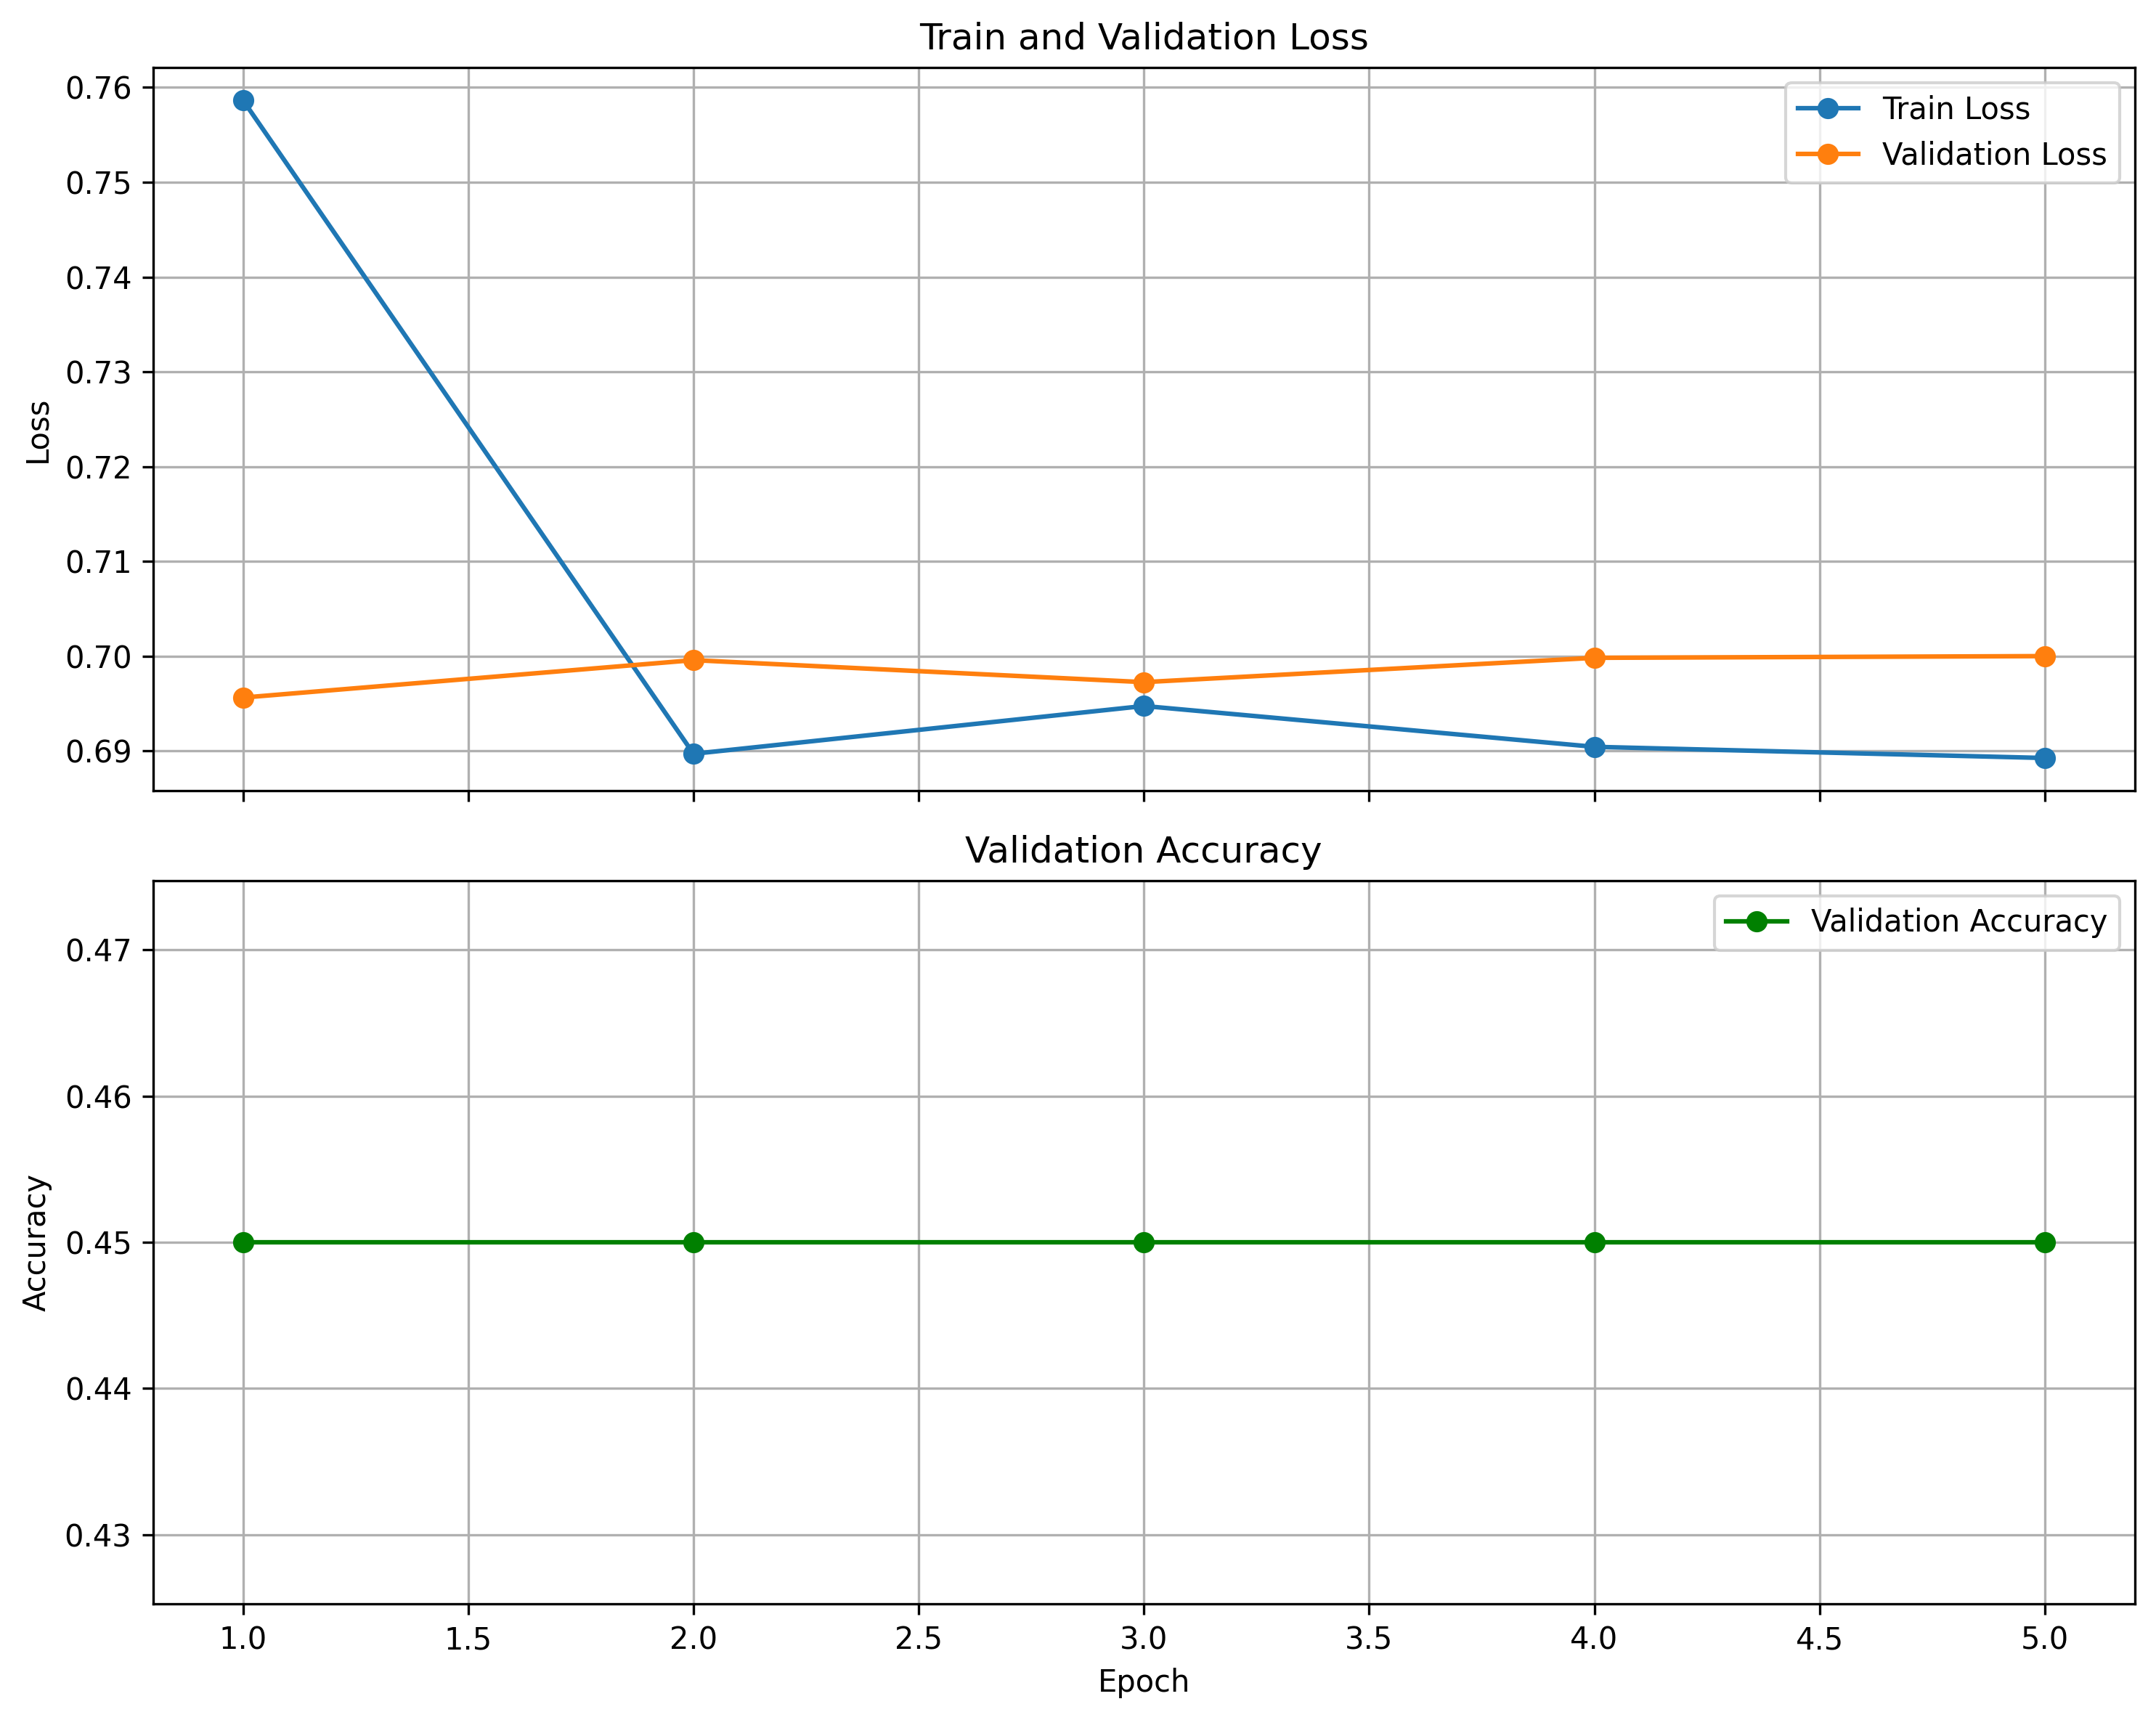 Train and Validation Loss
0.76
0.75
0.74
0.73
0.72
0.71
0.70
0.69
Loss
Train Loss
Validation Loss
Validation Accuracy
0.47
0.46
0.45
0.44
0.43
Accuracy
Validation Accuracy
1.0 1.5 2.0 2.5 3.0 3.5 4.0 4.5 5.0
Epoch